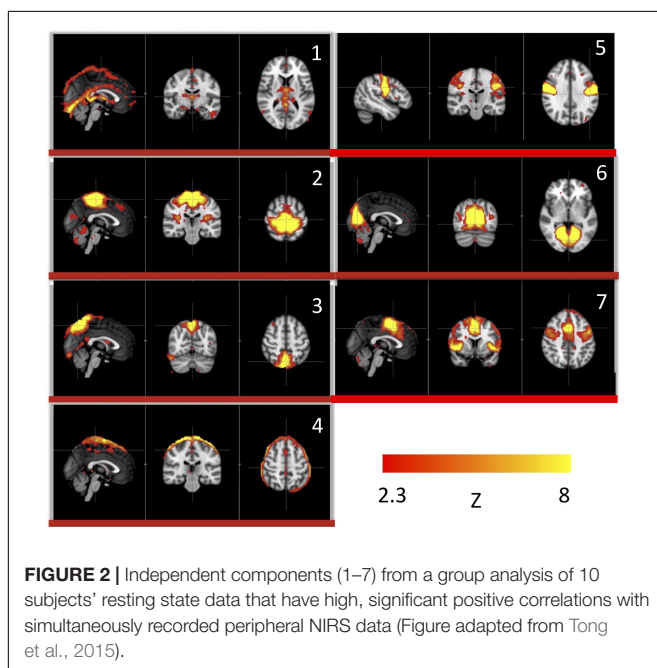 1
5
2
6
3
7
4
2.3 Z 8
FIGURE 2 | Independent components (1–7) from a group analysis of 10
subjects' resting state data that have high, significant positive correlations with
simultaneously recorded peripheral NIRS data (Figure adapted from Tong
et al., 2015).